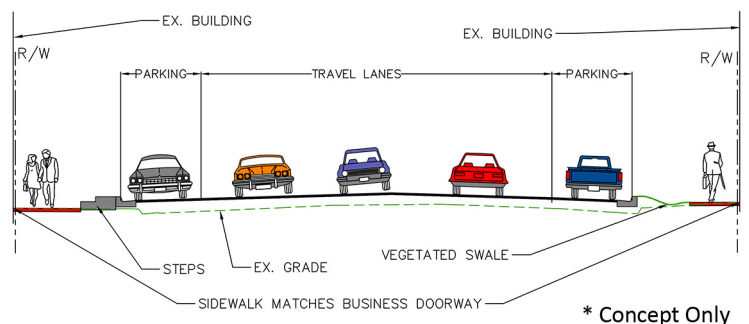 EX. BUILDING
EX. BUILDING
R/W
R/W
PARKING
TRAVEL LANES
PARKING
VEGETATED SWALE
STEPS
EX. GRADE
SIDEWALK MATCHES BUSINESS DOORWAY
* Concept Only